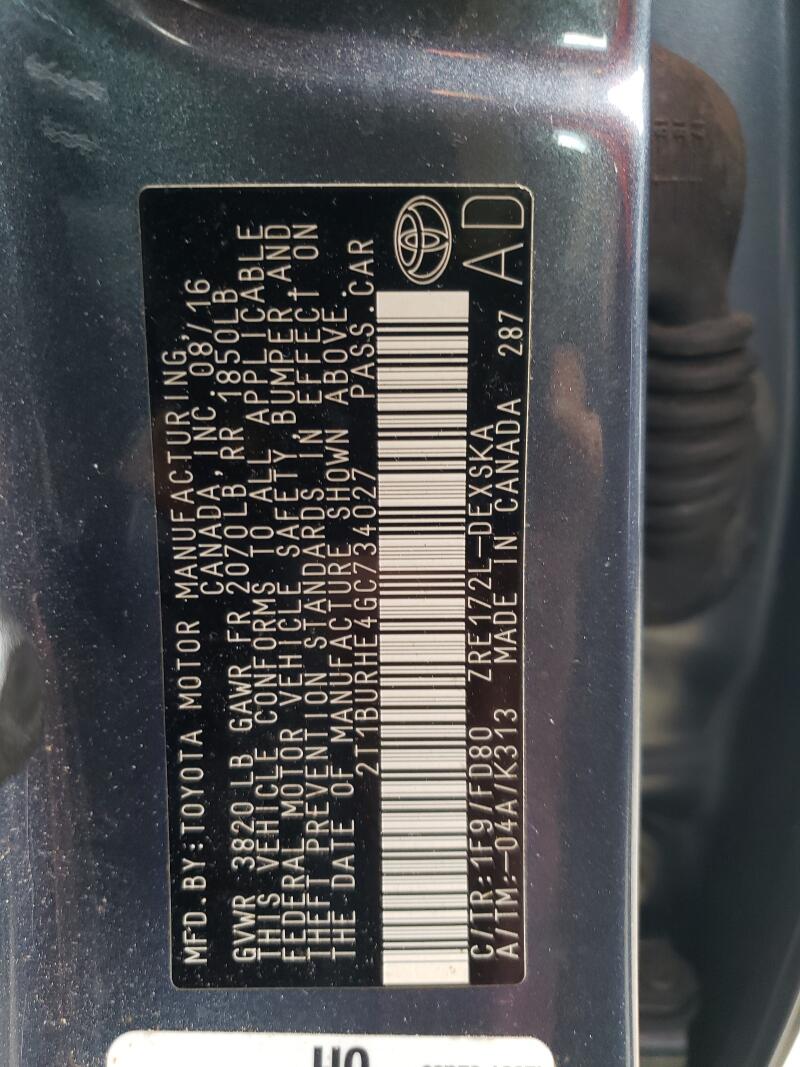 MFD.BY:TOYOTA MOTOR MANUFACTURING,
CANADA, INC. 08/16
GVWR 3820LB GAWR FR 2070LB RR 1850LB
THIS VEHICLE CONFORMS TO ALL APPLICABLE
FEDERAL MOTOR VEHICLE SAFETY, BUMPER AND
THEFT PREVENTION STANDARDS IN EFFECT ON
THE DATE OF MANUFACTURE SHOWN ABOVE.
2T1BURHE4GC734027 PASS.CAR
C/TR:1F9/FD80 ZRE172L-DEXSKA
A/TM:-04A/K313 MADE IN CANADA 287 AD